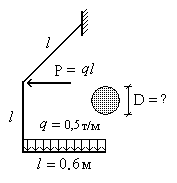 l
P = ql
l
D = ?
q = 0,5 т/м
l = 0.6 м